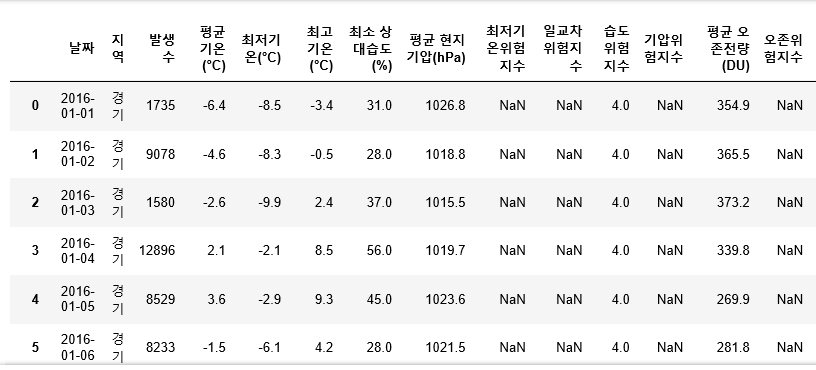 날짜 지역 발생수 평균기온(°C) 최저기온(°C) 최고기온(°C) 최소 상대습도(%) 평균 현지기압(hPa) 최저기온위험지수 일교차위험지수 습도위험지수 기압위험지수 평균 오존전량(DU) 오존위험지수
0 2016-01-01 경기 1735 -6.4 -8.5 -3.4 31.0 1026.8 NaN NaN 4.0 NaN 354.9 NaN
1 2016-01-02 경기 9078 -4.6 -8.3 -0.5 28.0 1018.8 NaN NaN 4.0 NaN 365.5 NaN
2 2016-01-03 경기 1580 -2.6 -9.9 2.4 37.0 1015.5 NaN NaN 4.0 NaN 373.2 NaN
3 2016-01-04 경기 12896 2.1 -2.1 8.5 56.0 1019.7 NaN NaN 4.0 NaN 339.8 NaN
4 2016-01-05 경기 8529 3.6 -2.9 9.3 45.0 1023.6 NaN NaN 4.0 NaN 269.9 NaN
5 2016-01-06 경기 8233 -1.5 -6.1 4.2 28.0 1021.5 NaN NaN 4.0 NaN 281.8 NaN